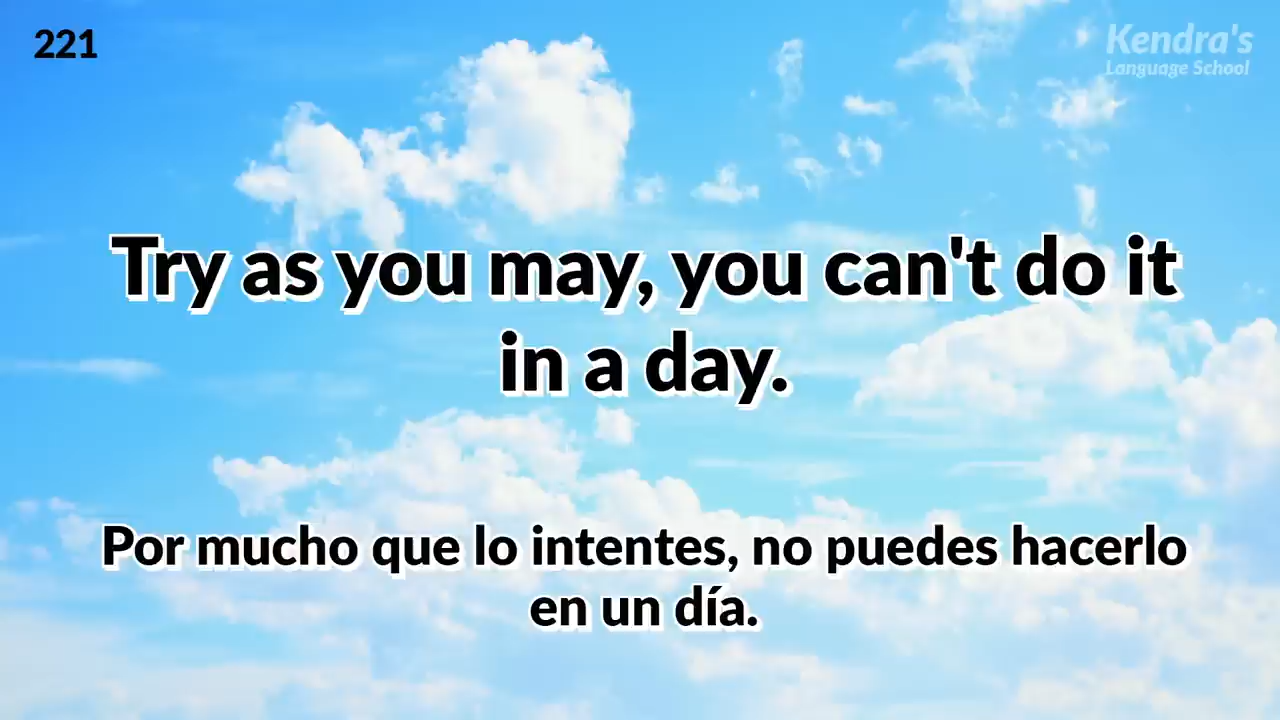 221
Kendra's
Language School
Try as you may, you can't do it
in a day.
Por mucho que lo intentes, no puedes hacerlo
en un día.